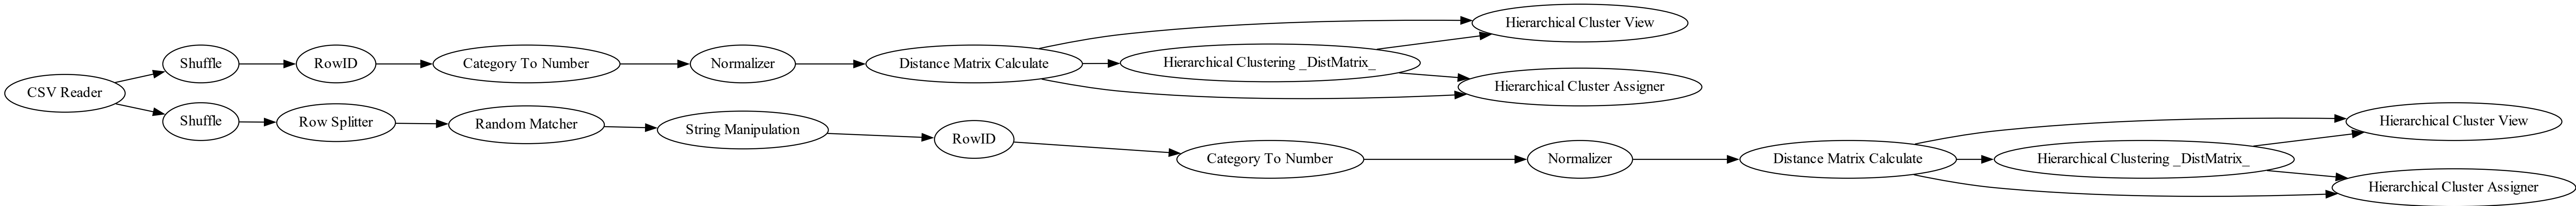 CSV Reader
Shuffle
RowID
Category To Number
Normalizer
Distance Matrix Calculate
Hierarchical Clustering _DistMatrix_
Hierarchical Cluster View
Hierarchical Cluster Assigner
Shuffle
Row Splitter
Random Matcher
String Manipulation
RowID
Category To Number
Normalizer
Distance Matrix Calculate
Hierarchical Clustering _DistMatrix_
Hierarchical Cluster View
Hierarchical Cluster Assigner